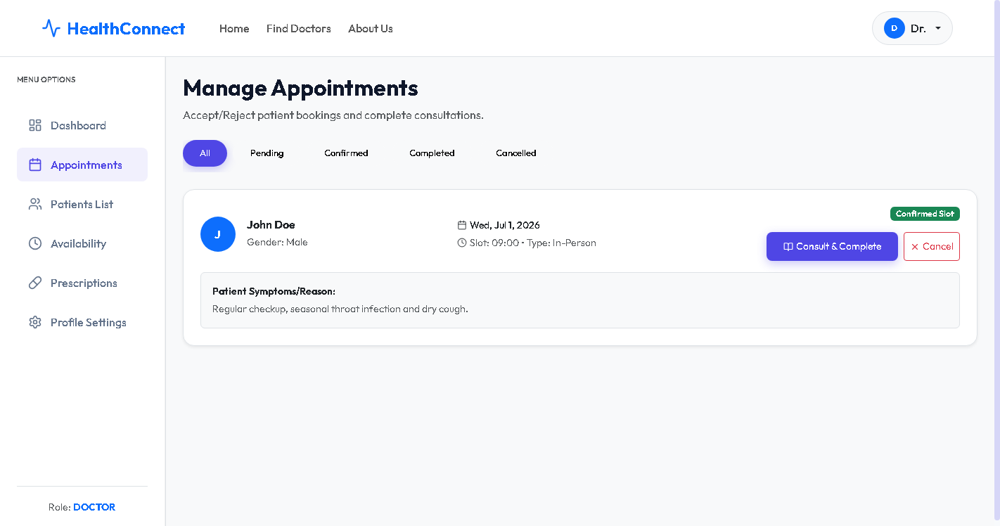 HealthConnect Home Find Doctors About Us D Dr.
MENU OPTIONS
Dashboard
Appointments
Patients List
Availability
Prescriptions
Profile Settings
Role: DOCTOR
Manage Appointments
Accept/Reject patient bookings and complete consultations.
All Pending Confirmed Completed Cancelled
J
John Doe
Gender: Male
Wed, Jul 1, 2026
Slot: 09:00 • Type: In-Person
Confirmed Slot
Consult & Complete Cancel
Patient Symptoms/Reason:
Regular checkup, seasonal throat infection and dry cough.